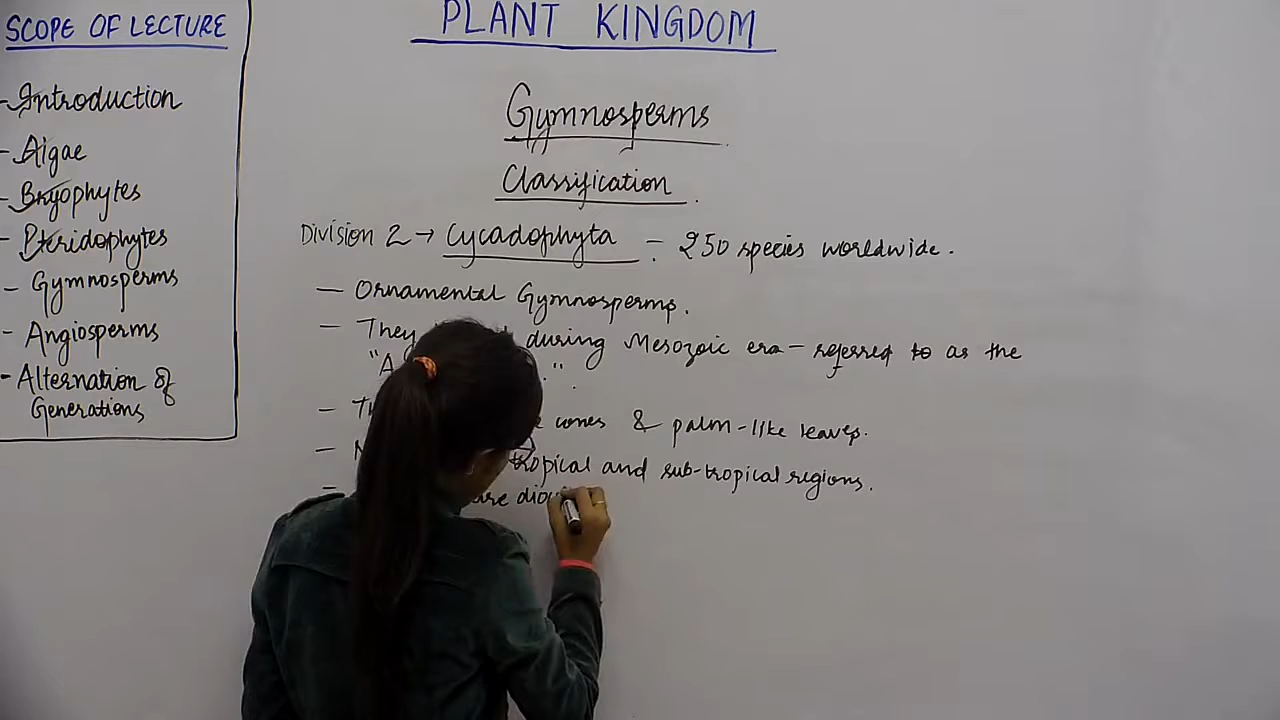 SCOPE OF LECTURE
- Introduction
- Algae
- Bryophytes
- Pteridophytes
- Gymnosperms
- Angiosperms
- Alternation of
Generations
PLANT KINGDOM
Gymnosperms
Classification
Division 2 → Cycadophyta - 250 species worldwide.
- Ornamental Gymnosperms.
- They during Mesozoic era - referred to as the
"A ."
- cones & palm-like leaves.
- tropical and sub-tropical regions.
- are